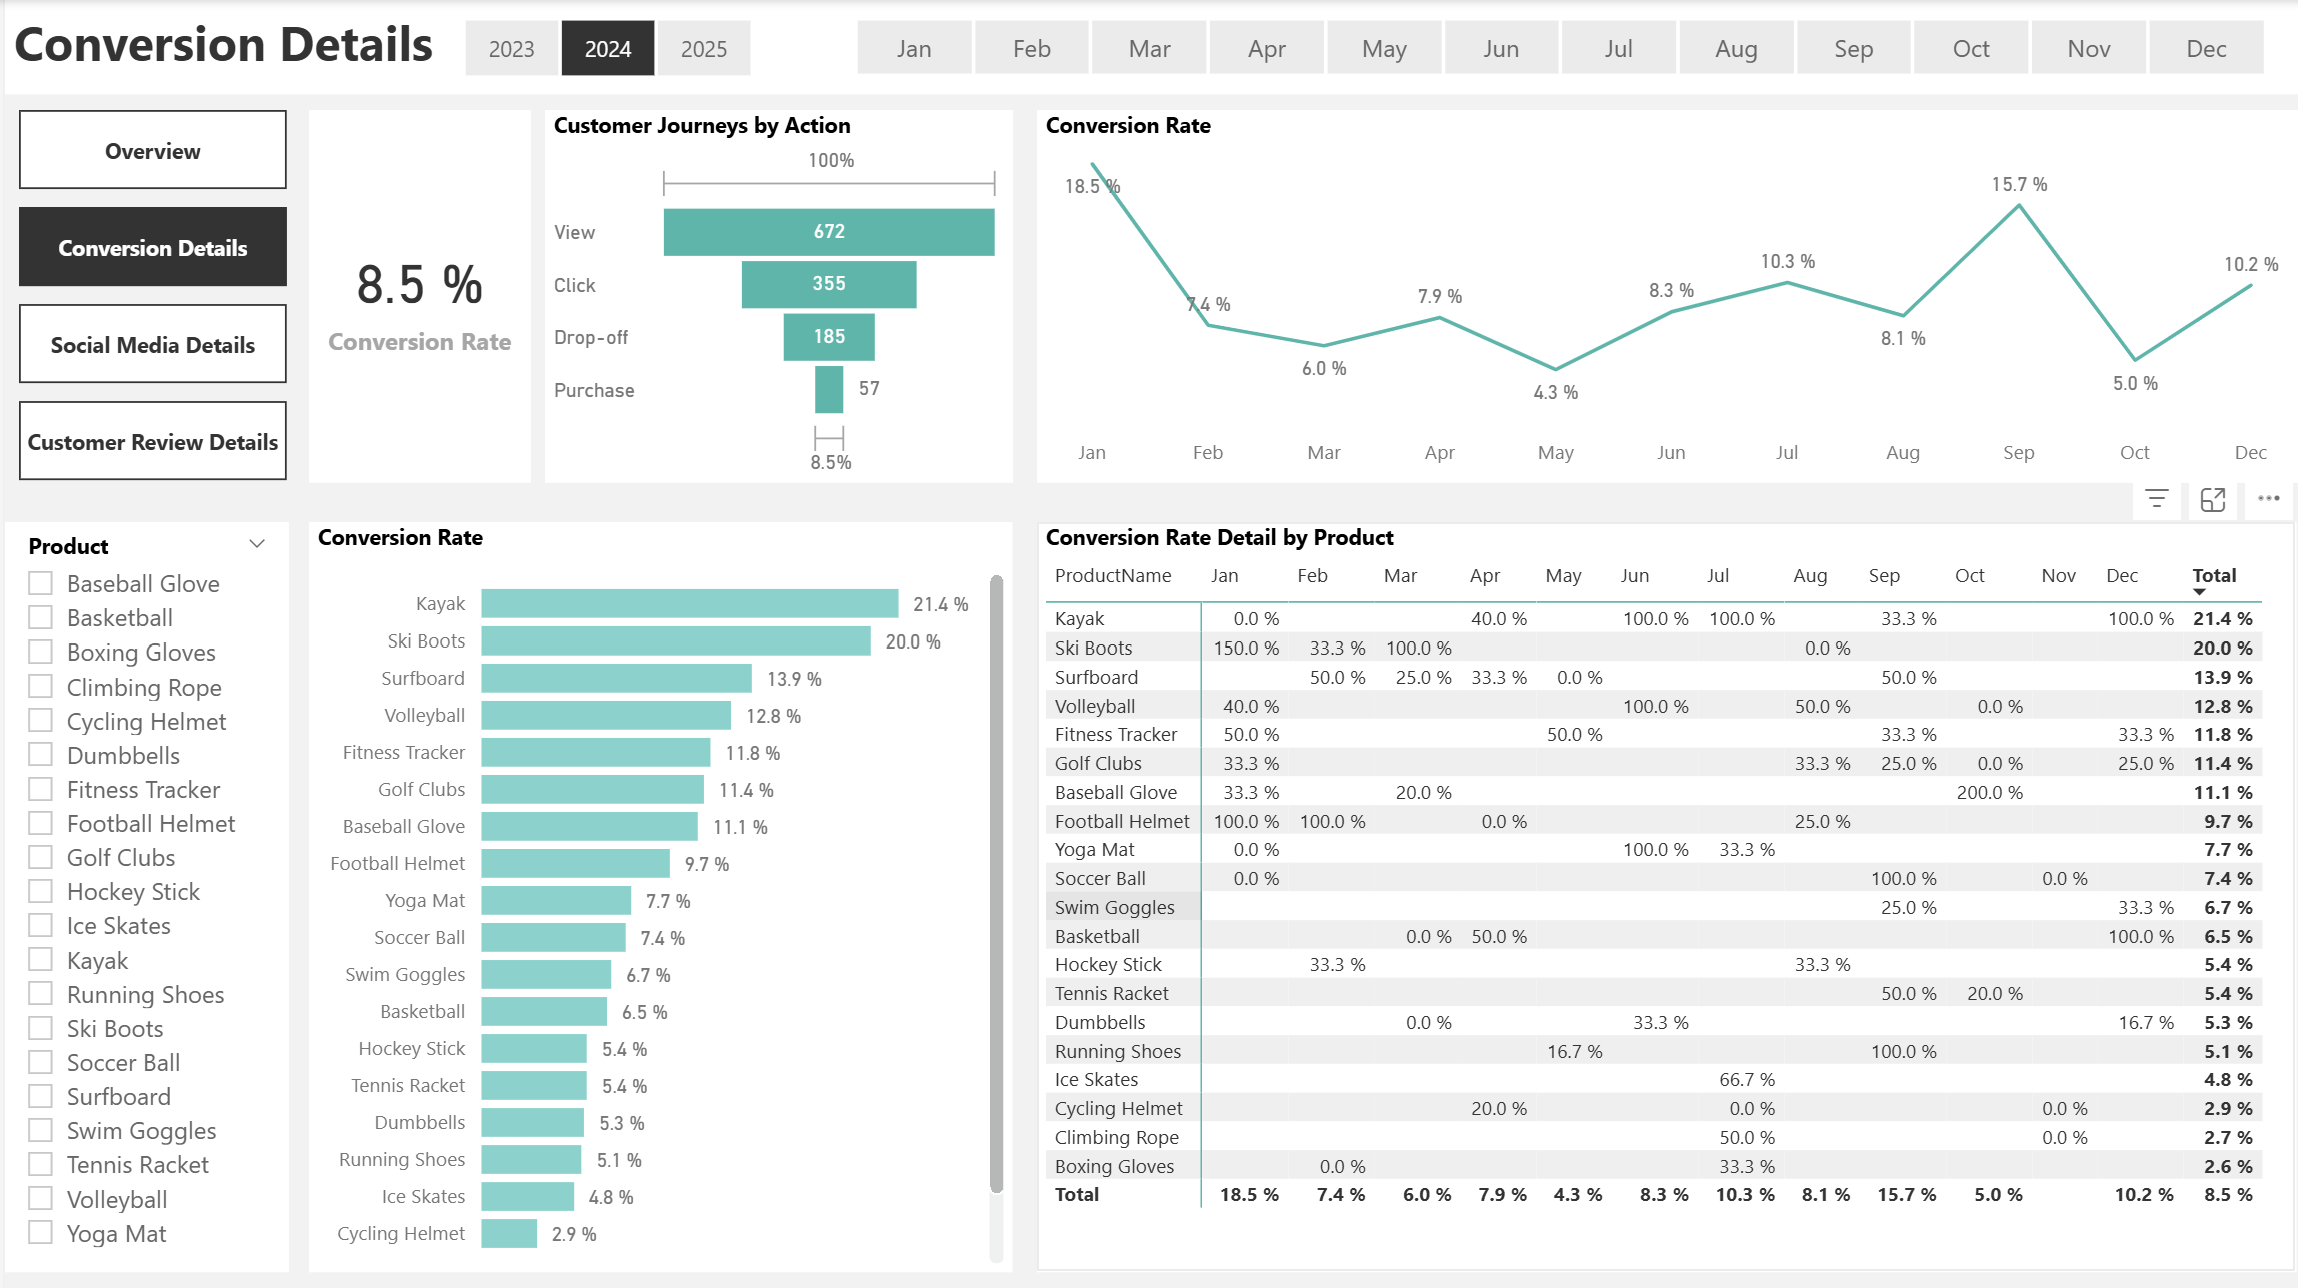 Conversion Details
2023 2024 2025
Jan Feb Mar Apr May Jun Jul Aug Sep Oct Nov Dec
Overview
Conversion Details
Social Media Details
Customer Review Details
8.5 %
Conversion Rate
Customer Journeys by Action
100%
View 672
Click 355
Drop-off 185
Purchase 57
8.5%
Conversion Rate
18.5 % 7.4 % 6.0 % 7.9 % 4.3 % 8.3 % 10.3 % 8.1 % 15.7 % 5.0 % 10.2 %
Jan Feb Mar Apr May Jun Jul Aug Sep Oct Dec
Product
Baseball Glove
Basketball
Boxing Gloves
Climbing Rope
Cycling Helmet
Dumbbells
Fitness Tracker
Football Helmet
Golf Clubs
Hockey Stick
Ice Skates
Kayak
Running Shoes
Ski Boots
Soccer Ball
Surfboard
Swim Goggles
Tennis Racket
Volleyball
Yoga Mat
Conversion Rate
Kayak 21.4 %
Ski Boots 20.0 %
Surfboard 13.9 %
Volleyball 12.8 %
Fitness Tracker 11.8 %
Golf Clubs 11.4 %
Baseball Glove 11.1 %
Football Helmet 9.7 %
Yoga Mat 7.7 %
Soccer Ball 7.4 %
Swim Goggles 6.7 %
Basketball 6.5 %
Hockey Stick 5.4 %
Tennis Racket 5.4 %
Dumbbells 5.3 %
Running Shoes 5.1 %
Ice Skates 4.8 %
Cycling Helmet 2.9 %
Conversion Rate Detail by Product
ProductName Jan Feb Mar Apr May Jun Jul Aug Sep Oct Nov Dec Total
Kayak 0.0 % 40.0 % 100.0 % 100.0 % 33.3 % 100.0 % 21.4 %
Ski Boots 150.0 % 33.3 % 100.0 % 0.0 % 20.0 %
Surfboard 50.0 % 25.0 % 33.3 % 0.0 % 50.0 % 13.9 %
Volleyball 40.0 % 100.0 % 50.0 % 0.0 % 12.8 %
Fitness Tracker 50.0 % 50.0 % 33.3 % 33.3 % 11.8 %
Golf Clubs 33.3 % 33.3 % 25.0 % 0.0 % 25.0 % 11.4 %
Baseball Glove 33.3 % 20.0 % 200.0 % 11.1 %
Football Helmet 100.0 % 100.0 % 0.0 % 25.0 % 9.7 %
Yoga Mat 0.0 % 100.0 % 33.3 % 7.7 %
Soccer Ball 0.0 % 100.0 % 0.0 % 7.4 %
Swim Goggles 25.0 % 33.3 % 6.7 %
Basketball 0.0 % 50.0 % 100.0 % 6.5 %
Hockey Stick 33.3 % 33.3 % 5.4 %
Tennis Racket 50.0 % 20.0 % 5.4 %
Dumbbells 0.0 % 33.3 % 16.7 % 5.3 %
Running Shoes 16.7 % 100.0 % 5.1 %
Ice Skates 66.7 % 4.8 %
Cycling Helmet 20.0 % 0.0 % 0.0 % 2.9 %
Climbing Rope 50.0 % 0.0 % 2.7 %
Boxing Gloves 0.0 % 33.3 % 2.6 %
Total 18.5 % 7.4 % 6.0 % 7.9 % 4.3 % 8.3 % 10.3 % 8.1 % 15.7 % 5.0 % 10.2 % 8.5 %